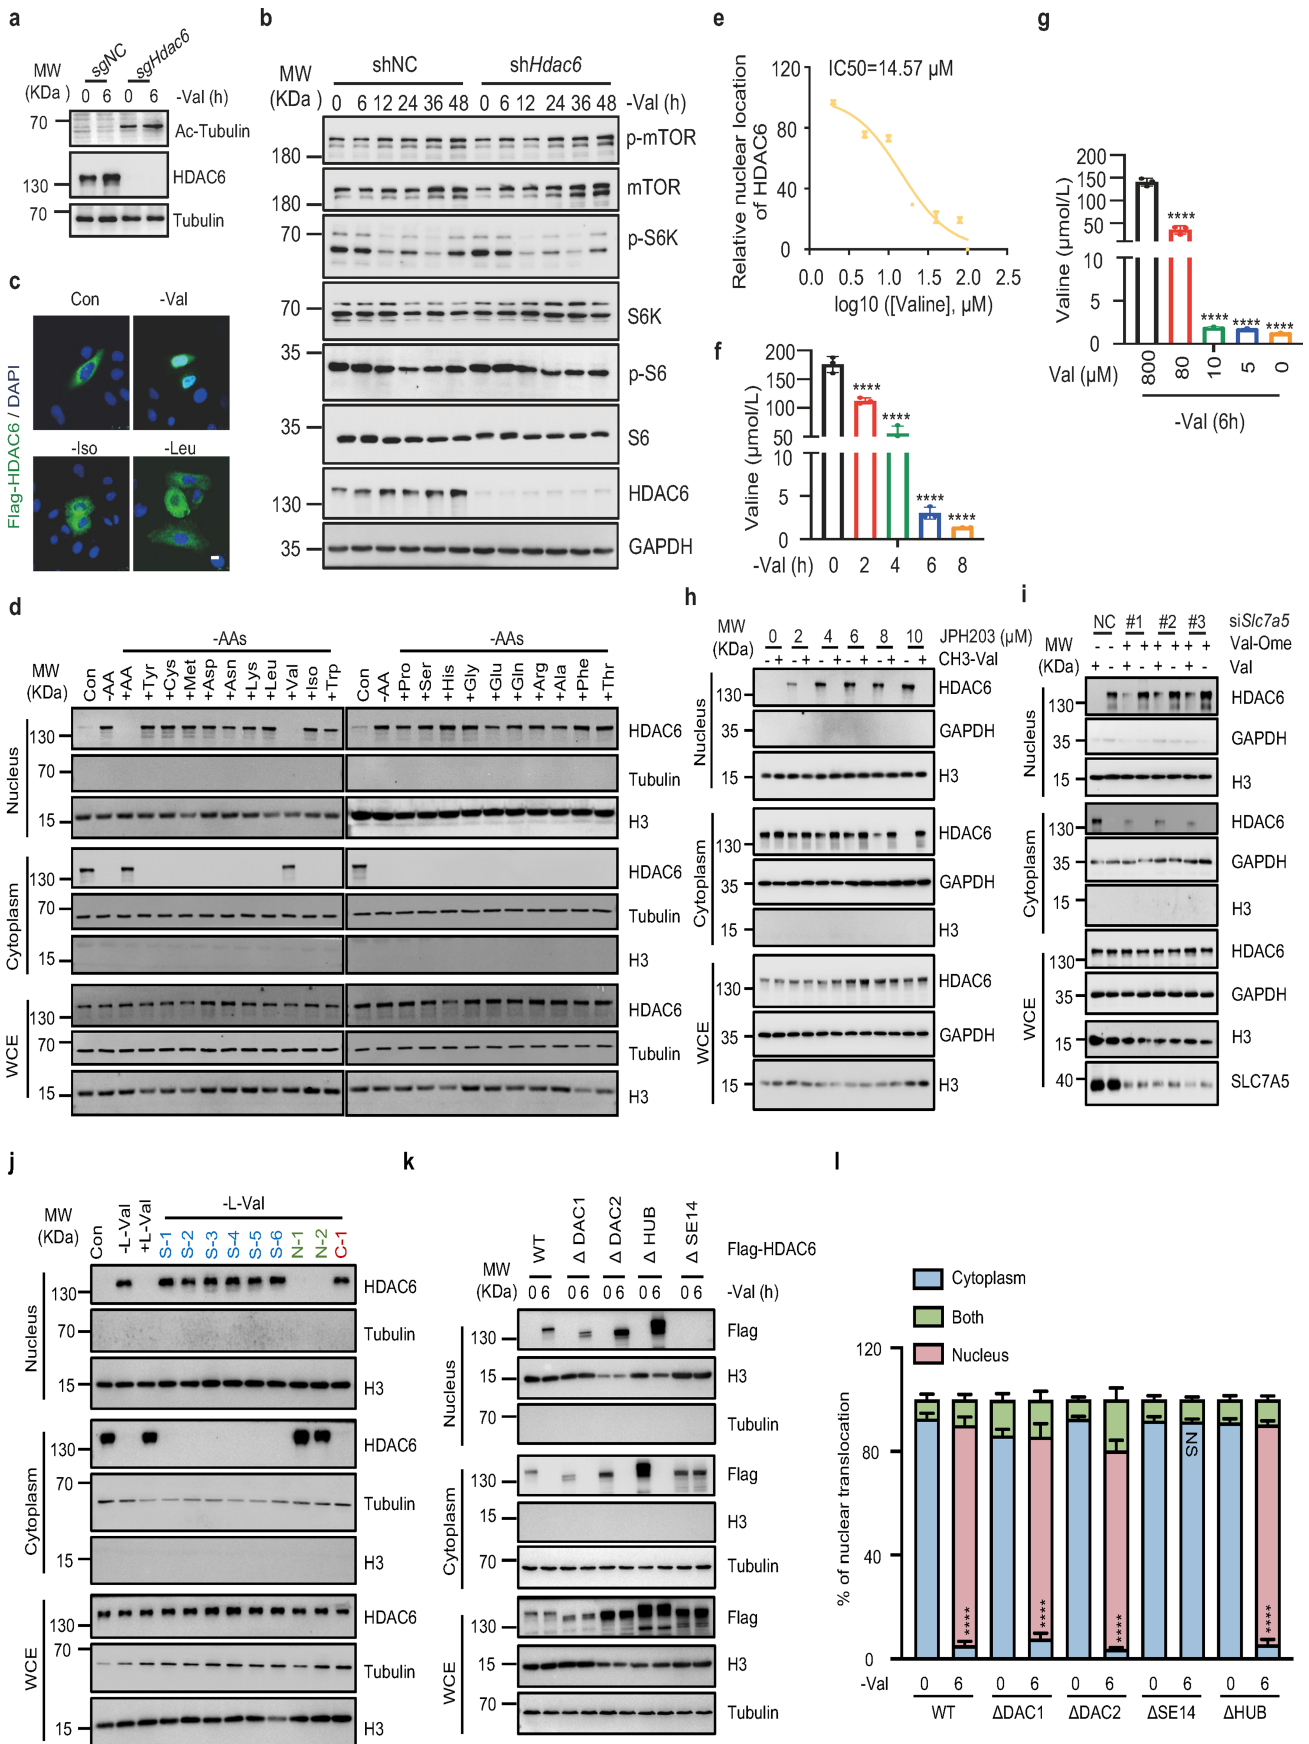 a
sgNC
sgHdac6
MW
(KDa )
0 6 0 6 -Val (h)
70 Ac-Tubulin
130 HDAC6
70 Tubulin
b
shNC
shHdac6
MW
(KDa)
0 6 12 24 36 48 0 6 12 24 36 48 -Val (h)
180 p-mTOR
180 mTOR
70 p-S6K
70 S6K
35 p-S6
35 S6
130 HDAC6
35 GAPDH
c
Con -Val
-Iso -Leu
Flag-HDAC6 / DAPI
d
-AAs
-AAs
MW
(KDa)
Con -AA +AA +Tyr +Cys +Met +Asp +Asn +Lys +Leu +Val +Iso +Trp
Con -AA +Pro +Ser +His +Gly +Glu +Gln +Arg +Ala +Phe +Thr
Nucleus
130 HDAC6
70 Tubulin
15 H3
Cytoplasm
130 HDAC6
70 Tubulin
15 H3
WCE
130 HDAC6
70 Tubulin
15 H3
e
Relative nuclear location
of HDAC6
IC50=14.57 µM
120
80
40
0
0.0 0.5 1.0 1.5 2.0 2.5
log10 ([Valine], µM)
f
Valine (µmol/L)
200
150
100
50
10
5
0
****
****
****
****
-Val (h) 0 2 4 6 8
g
Valine (µmol/L)
200
150
100
50
10
5
0
****
**** **** ****
Val (µM) 800 80 10 5 0
-Val (6h)
h
MW
(KDa)
0 2 4 6 8 10 JPH203 (µM)
- + - + - + - + - + - + CH3-Val
Nucleus
130 HDAC6
35 GAPDH
15 H3
Cytoplasm
130 HDAC6
35 GAPDH
15 H3
WCE
130 HDAC6
35 GAPDH
15 H3
i
NC #1 #2 #3 siSlc7a5
MW
(KDa)
- - + + + + + + Val-Ome
+ - + - + - + - Val
Nucleus
130 HDAC6
35 GAPDH
15 H3
Cytoplasm
130 HDAC6
35 GAPDH
15 H3
WCE
130 HDAC6
35 GAPDH
15 H3
40 SLC7A5
j
-L-Val
MW
(KDa)
Con -L-Val +L-Val S-1 S-2 S-3 S-4 S-5 S-6 N-1 N-2 C-1
Nucleus
130 HDAC6
70 Tubulin
15 H3
Cytoplasm
130 HDAC6
70 Tubulin
15 H3
WCE
130 HDAC6
70 Tubulin
15 H3
k
WT Δ DAC1 Δ DAC2 Δ HUB Δ SE14 Flag-HDAC6
MW
(KDa)
0 6 0 6 0 6 0 6 0 6 -Val (h)
Nucleus
130 Flag
15 H3
70 Tubulin
Cytoplasm
130 Flag
15 H3
70 Tubulin
WCE
130 Flag
15 H3
70 Tubulin
l
Cytoplasm
Both
Nucleus
% of nuclear translocation
120
80
40
0
NS
**** **** **** ****
-Val 0 6 0 6 0 6 0 6 0 6
WT ΔDAC1 ΔDAC2 ΔSE14 ΔHUB